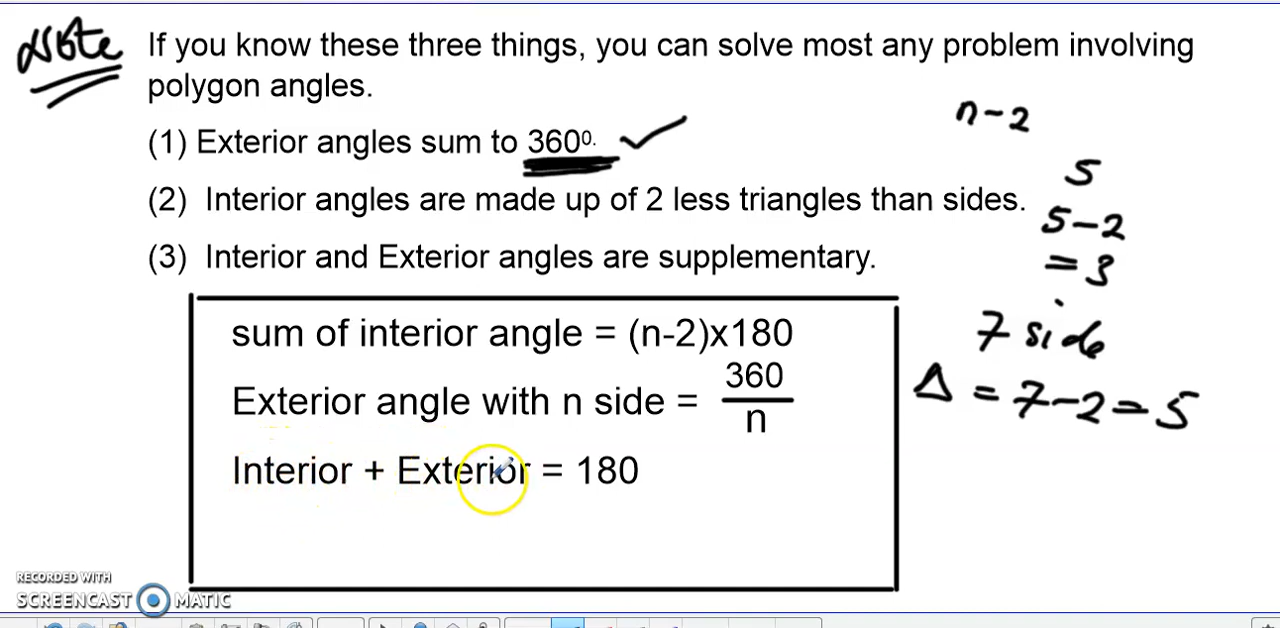 Note
If you know these three things, you can solve most any problem involving
polygon angles.
(1) Exterior angles sum to 360⁰.
n-2
(2) Interior angles are made up of 2 less triangles than sides.
5
5-2
= 3
(3) Interior and Exterior angles are supplementary.
sum of interior angle = (n-2)x180
7 side
Exterior angle with n side = 360
n
Δ = 7-2=5
Interior + Exterior = 180
RECORDED WITH
SCREENCAST MATIC